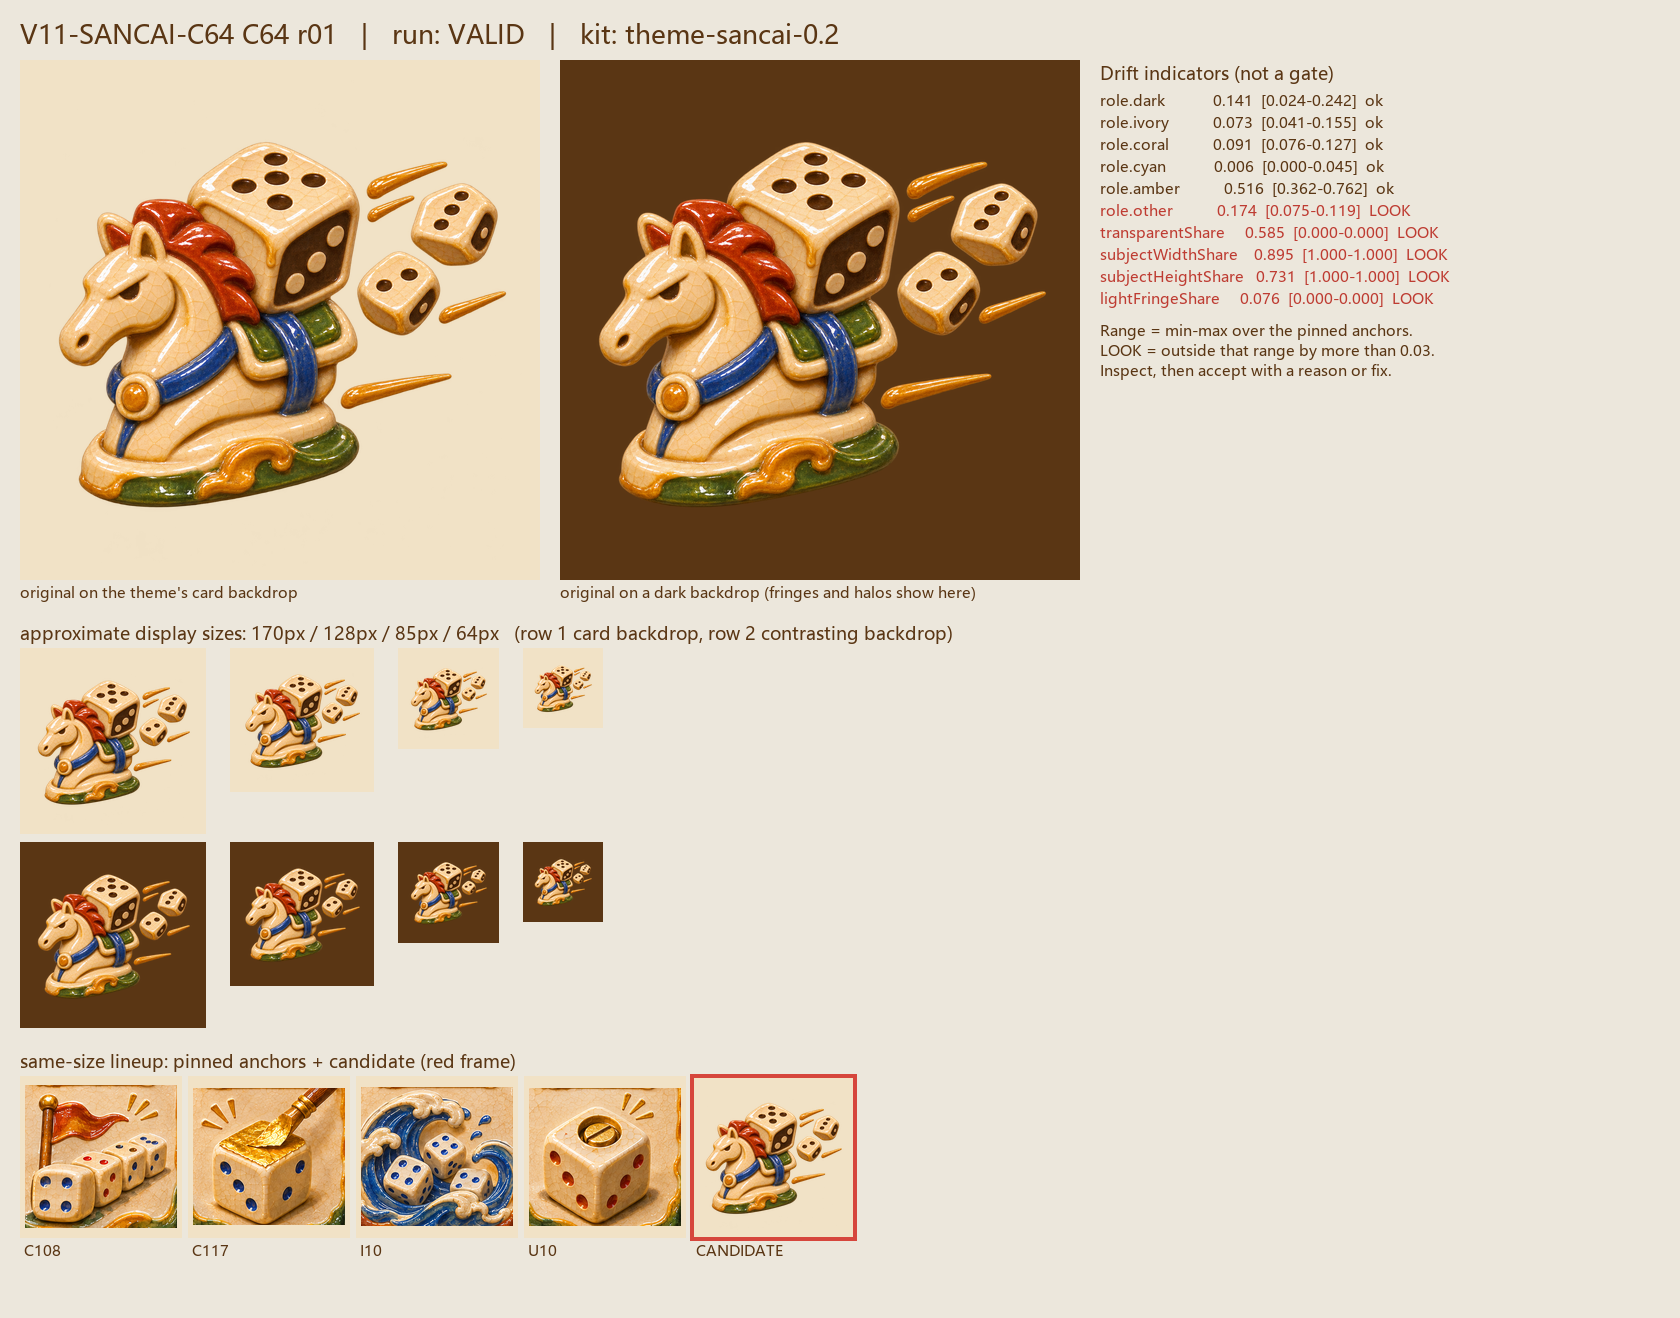 V11-SANCAI-C64 C64 r01 | run: VALID | kit: theme-sancai-0.2
Drift indicators (not a gate)
role.dark 0.141 [0.024-0.242] ok
role.ivory 0.073 [0.041-0.155] ok
role.coral 0.091 [0.076-0.127] ok
role.cyan 0.006 [0.000-0.045] ok
role.amber 0.516 [0.362-0.762] ok
role.other 0.174 [0.075-0.119] LOOK
transparentShare 0.585 [0.000-0.000] LOOK
subjectWidthShare 0.895 [1.000-1.000] LOOK
subjectHeightShare 0.731 [1.000-1.000] LOOK
lightFringeShare 0.076 [0.000-0.000] LOOK
Range = min-max over the pinned anchors.
LOOK = outside that range by more than 0.03.
Inspect, then accept with a reason or fix.
original on the theme's card backdrop
original on a dark backdrop (fringes and halos show here)
approximate display sizes: 170px / 128px / 85px / 64px (row 1 card backdrop, row 2 contrasting backdrop)
same-size lineup: pinned anchors + candidate (red frame)
C108
C117
I10
U10
CANDIDATE